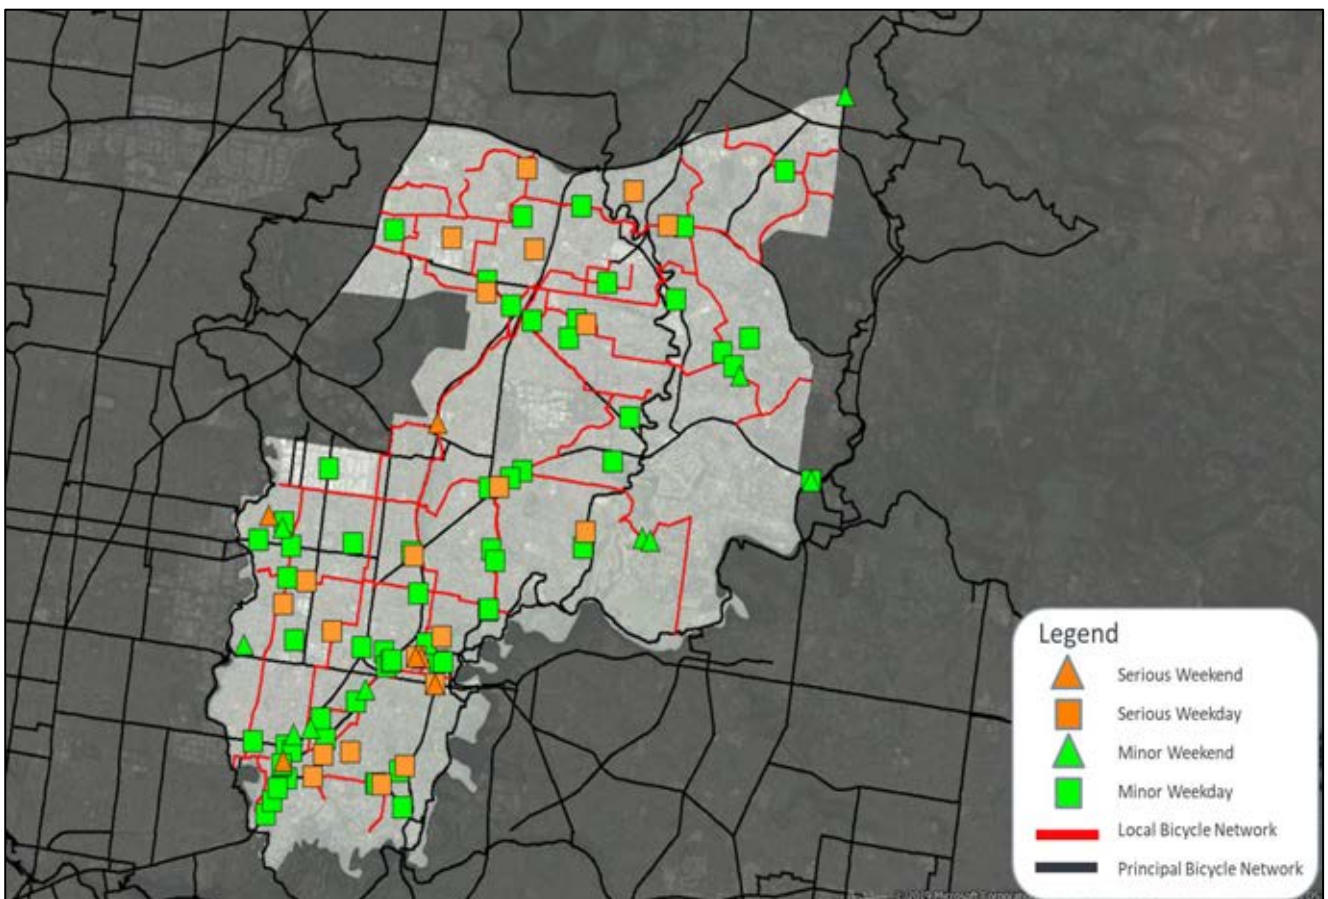 Legend
Serious Weekend
Serious Weekday
Minor Weekend
Minor Weekday
Local Bicycle Network
Principal Bicycle Network